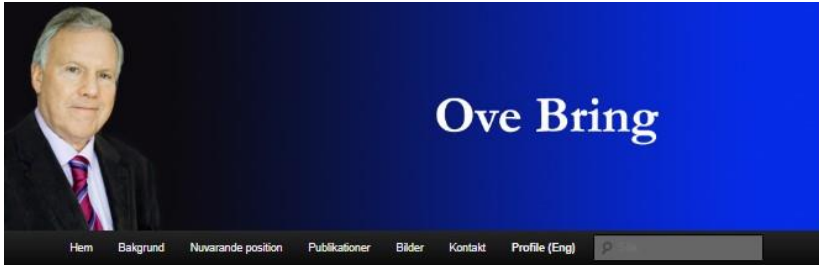 Ove Bring
Hem Bakgrund Nuvarande position Publikationer Bilder Kontakt Profile (Eng)